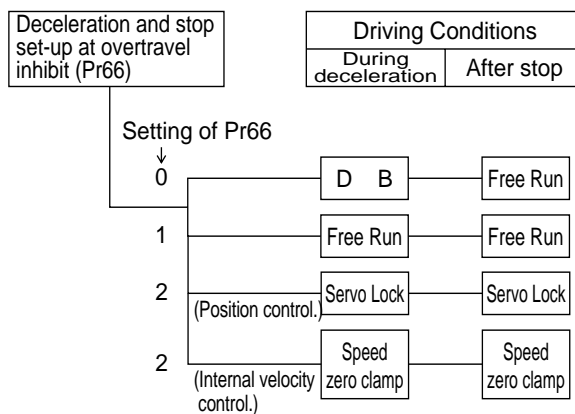 Deceleration and stop
set-up at overtravel
inhibit (Pr66)
Driving Conditions
During
deceleration
After stop
Setting of Pr66
↓
0
D B
Free Run
1
Free Run
Free Run
2
(Position control.)
Servo Lock
Servo Lock
2
(Internal velocity
control.)
Speed
zero clamp
Speed
zero clamp